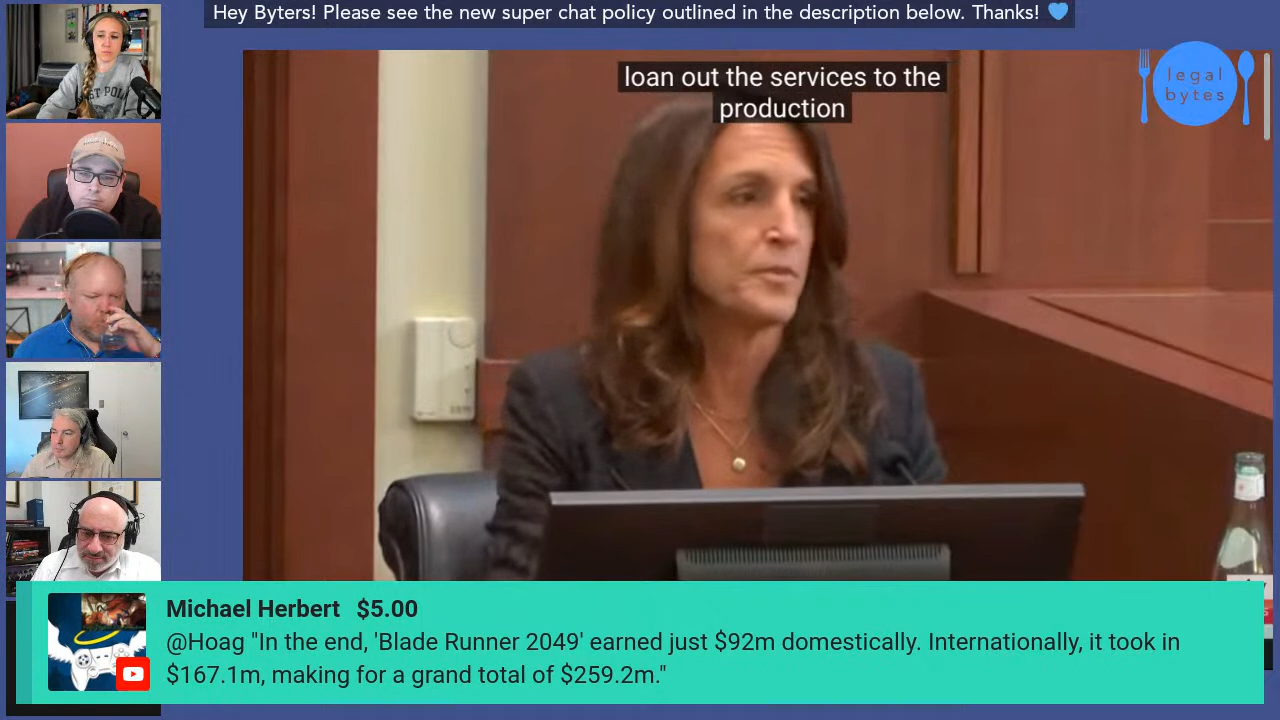 Hey Byters! Please see the new super chat policy outlined in the description below. Thanks! 💙
loan out the services to the
production
legal
bytes
Michael Herbert $5.00
@Hoag "In the end, 'Blade Runner 2049' earned just $92m domestically. Internationally, it took in
$167.1m, making for a grand total of $259.2m."